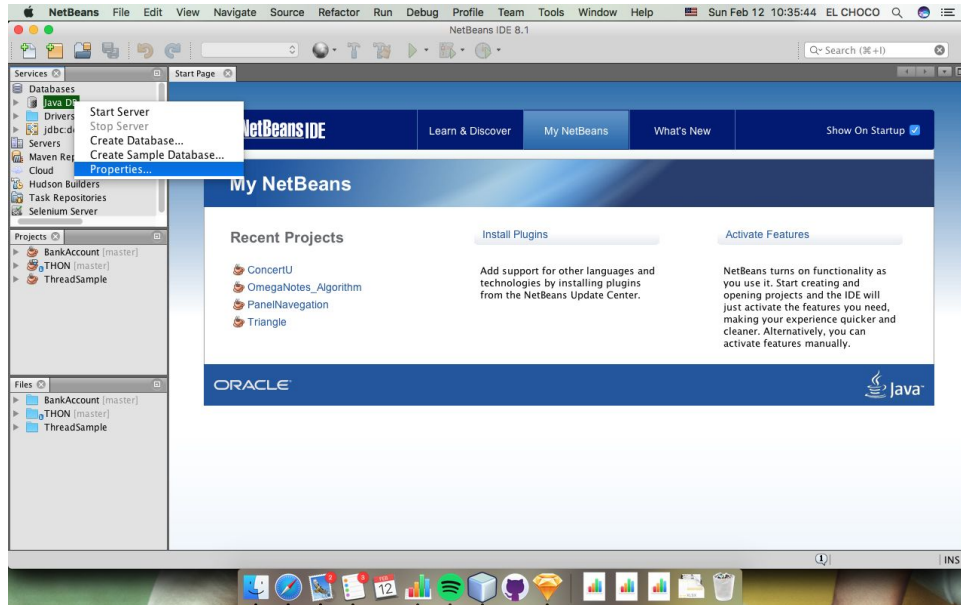 NetBeans File Edit View Navigate Source Refactor Run Debug Profile Team Tools Window Help Sun Feb 12 10:35:44 EL CHOCO
NetBeans IDE 8.1
Search (⌘+I)
Services
Start Page
Databases
Java DB
Drivers
jdbc:d
Servers
Maven Rep
Cloud
Hudson Builders
Task Repositories
Selenium Server
Start Server
Stop Server
Create Database...
Create Sample Database...
Properties...
NetBeans IDE
Learn & Discover
My NetBeans
What's New
Show On Startup
My NetBeans
Recent Projects
ConcertU
OmegaNotes_Algorithm
PanelNavegation
Triangle
Install Plugins
Add support for other languages and
technologies by installing plugins
from the NetBeans Update Center.
Activate Features
NetBeans turns on functionality as
you use it. Start creating and
opening projects and the IDE will
just activate the features you need,
making your experience quicker and
cleaner. Alternatively, you can
activate features manually.
ORACLE
Java
Projects
BankAccount [master]
THON [master]
ThreadSample
Files
BankAccount [master]
THON [master]
ThreadSample
1
INS
FEB
12